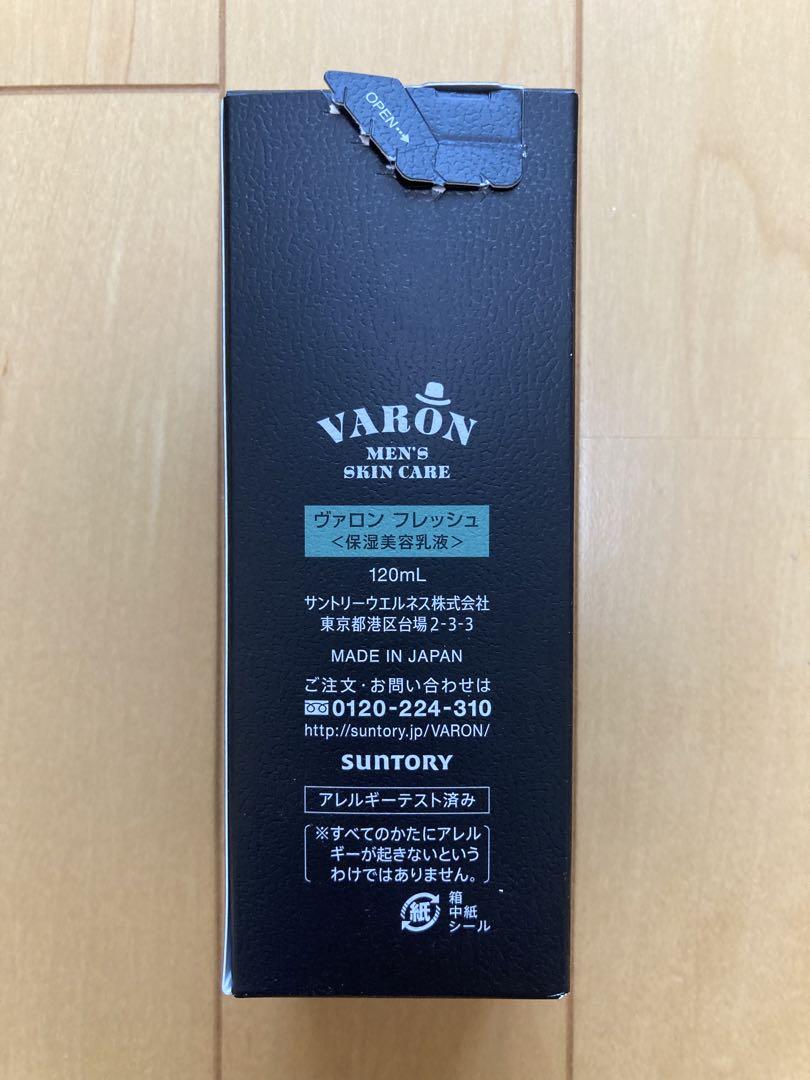 OPEN
VARON
MEN'S
SKIN CARE
ヴァロン フレッシュ
<保湿美容乳液>
120mL
サントリーウエルネス株式会社
東京都港区台場2-3-3
MADE IN JAPAN
ご注文・お問い合わせは
0120-224-310
http://suntory.jp/VARON/
SUNTORY
アレルギーテスト済み
※すべてのかたにアレル
ギーが起きないという
わけではありません。
紙
箱
中紙
シール